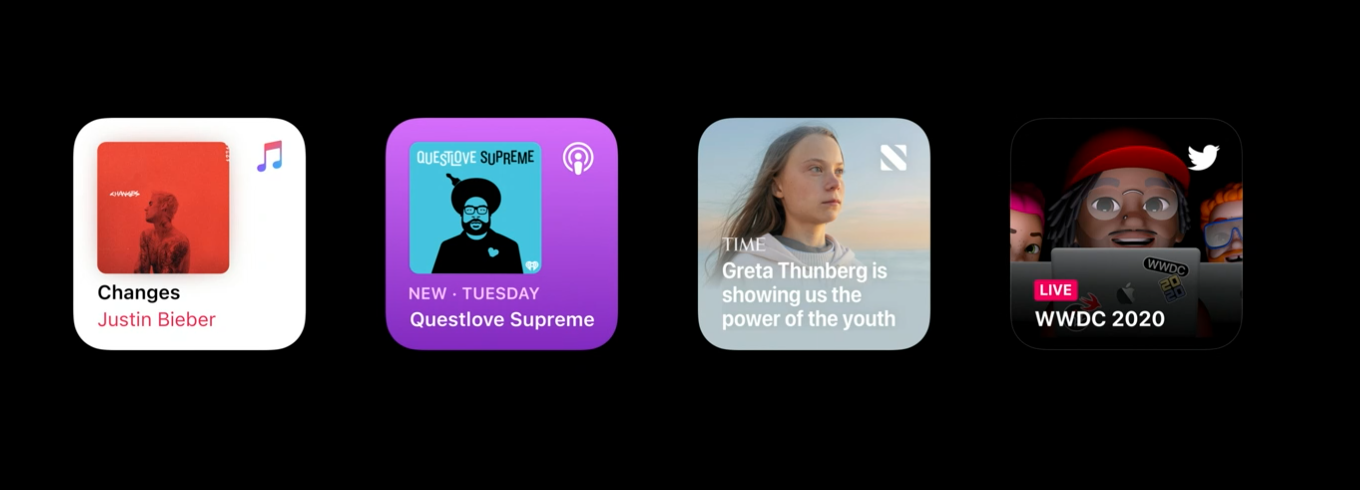 CHANGES
Changes
Justin Bieber
QUESTLOVE SUPREME
NEW · TUESDAY
Questlove Supreme
TIME
Greta Thunberg is
showing us the
power of the youth
WWDC
2020
LIVE
WWDC 2020